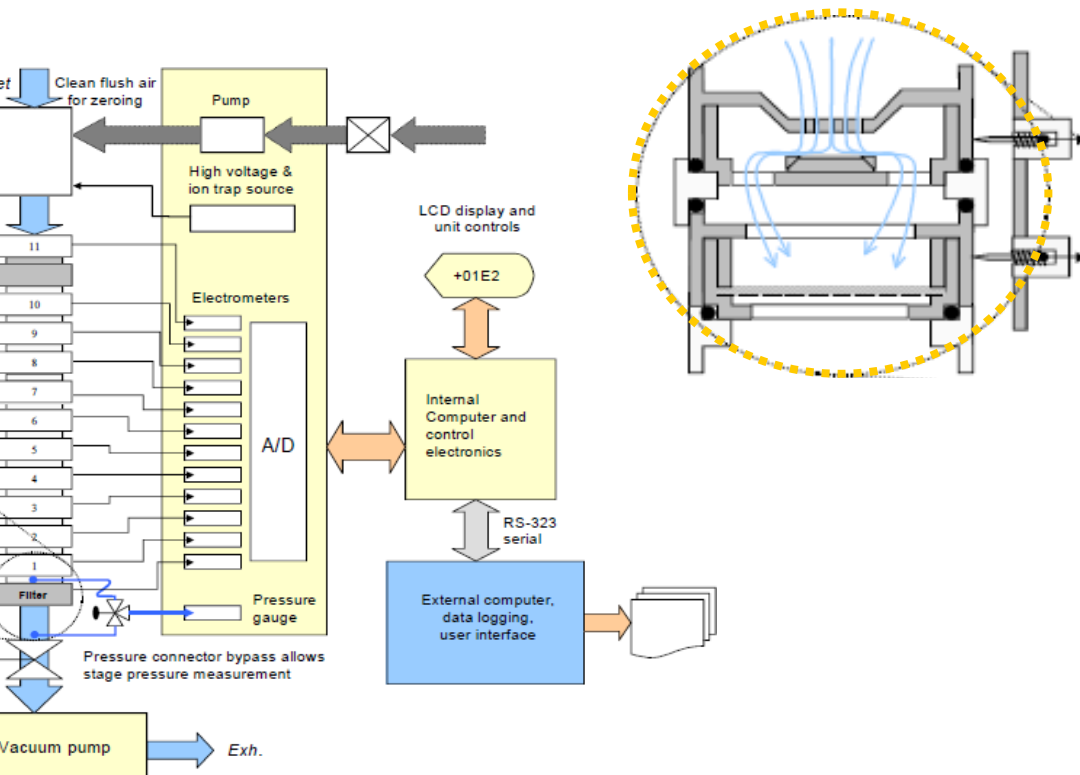 et
Clean flush air
for zeroing
Pump
High voltage &
ion trap source
LCD display and
unit controls
+01E2
11
Electrometers
10
9
8
7
6
5
4
3
2
1
A/D
Internal
Computer and
control
electronics
RS-323
serial
Filter
Pressure
gauge
External computer,
data logging,
user interface
Pressure connector bypass allows
stage pressure measurement
Vacuum pump
Exh.